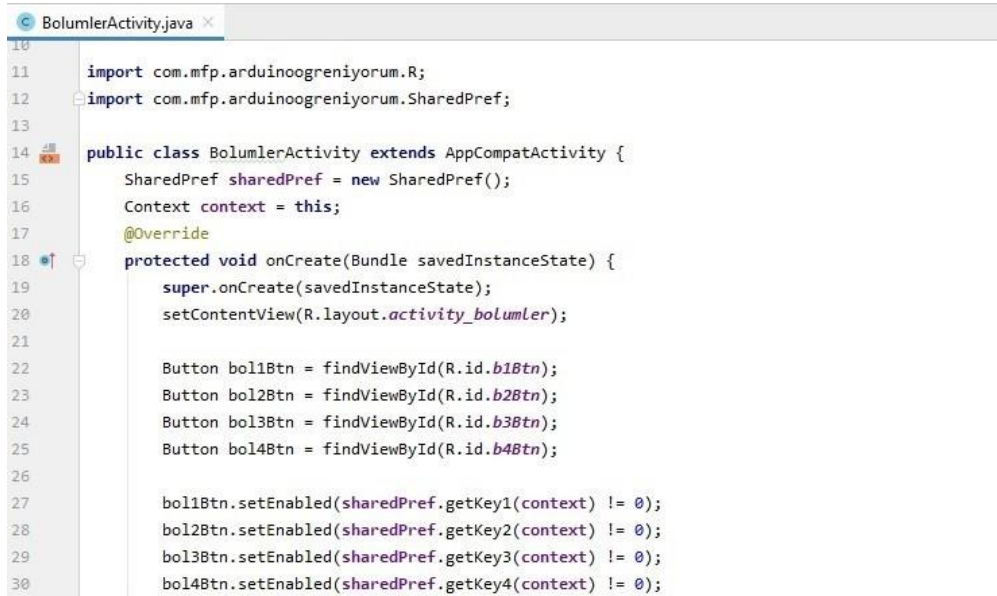 BolumlerActivity.java
10
11 import com.mfp.arduinoogreniyorum.R;
12 import com.mfp.arduinoogreniyorum.SharedPref;
13
14 public class BolumlerActivity extends AppCompatActivity {
15 SharedPref sharedPref = new SharedPref();
16 Context context = this;
17 @Override
18 protected void onCreate(Bundle savedInstanceState) {
19 super.onCreate(savedInstanceState);
20 setContentView(R.layout.activity_bolumler);
21
22 Button bol1Btn = findViewById(R.id.b1Btn);
23 Button bol2Btn = findViewById(R.id.b2Btn);
24 Button bol3Btn = findViewById(R.id.b3Btn);
25 Button bol4Btn = findViewById(R.id.b4Btn);
26
27 bol1Btn.setEnabled(sharedPref.getKey1(context) != 0);
28 bol2Btn.setEnabled(sharedPref.getKey2(context) != 0);
29 bol3Btn.setEnabled(sharedPref.getKey3(context) != 0);
30 bol4Btn.setEnabled(sharedPref.getKey4(context) != 0);